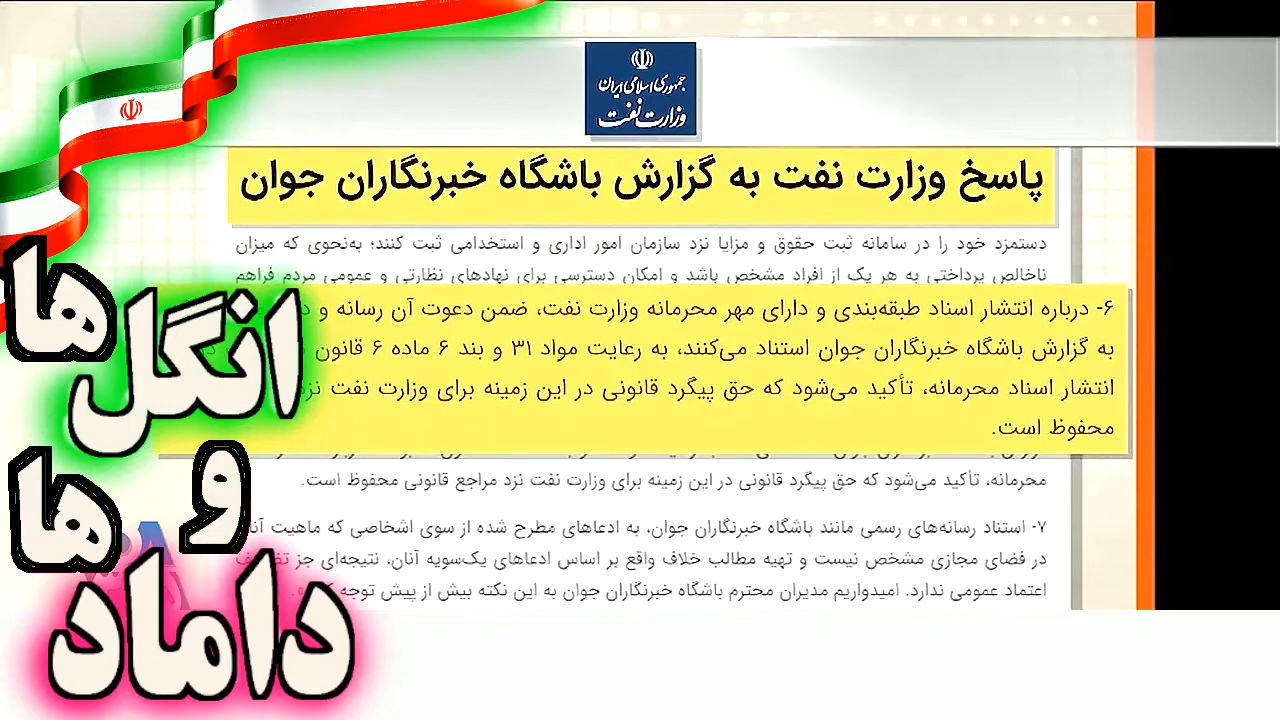 جمهوری اسلامی ایران
وزارت نفت
پاسخ وزارت نفت به گزارش باشگاه خبرنگاران جوان
دستمزد خود را در سامانه ثبت حقوق و مزایا نزد سازمان امور اداری و استخدامی ثبت کنند؛ به‌نحوی که میزان
ناخالص پرداختی به هر یک از افراد مشخص باشد و امکان دسترسی برای نهادهای نظارتی و عمومی مردم فراهم
۶- درباره انتشار اسناد طبقه‌بندی و دارای مهر محرمانه وزارت نفت، ضمن دعوت آن رسانه و
به گزارش باشگاه خبرنگاران جوان استناد می‌کنند، به رعایت مواد ۳۱ و بند ۶ ماده ۶ قانون
انتشار اسناد محرمانه، تأکید می‌شود که حق پیگرد قانونی در این زمینه برای وزارت نفت نزد
محفوظ است.
محرمانه، تأکید می‌شود که حق پیگرد قانونی در این زمینه برای وزارت نفت نزد مراجع قانونی محفوظ است.
۷- استناد رسانه‌های رسمی مانند باشگاه خبرنگاران جوان، به ادعاهای مطرح شده از سوی اشخاصی که ماهیت
در فضای مجازی مشخص نیست و تهیه مطالب خلاف واقع بر اساس ادعاهای یک‌سویه آنان، نتیجه‌ای جز
اعتماد عمومی ندارد. امیدواریم مدیران محترم باشگاه خبرنگاران جوان به این نکته بیش از پیش توجه
انگل ها
و
داماد ها